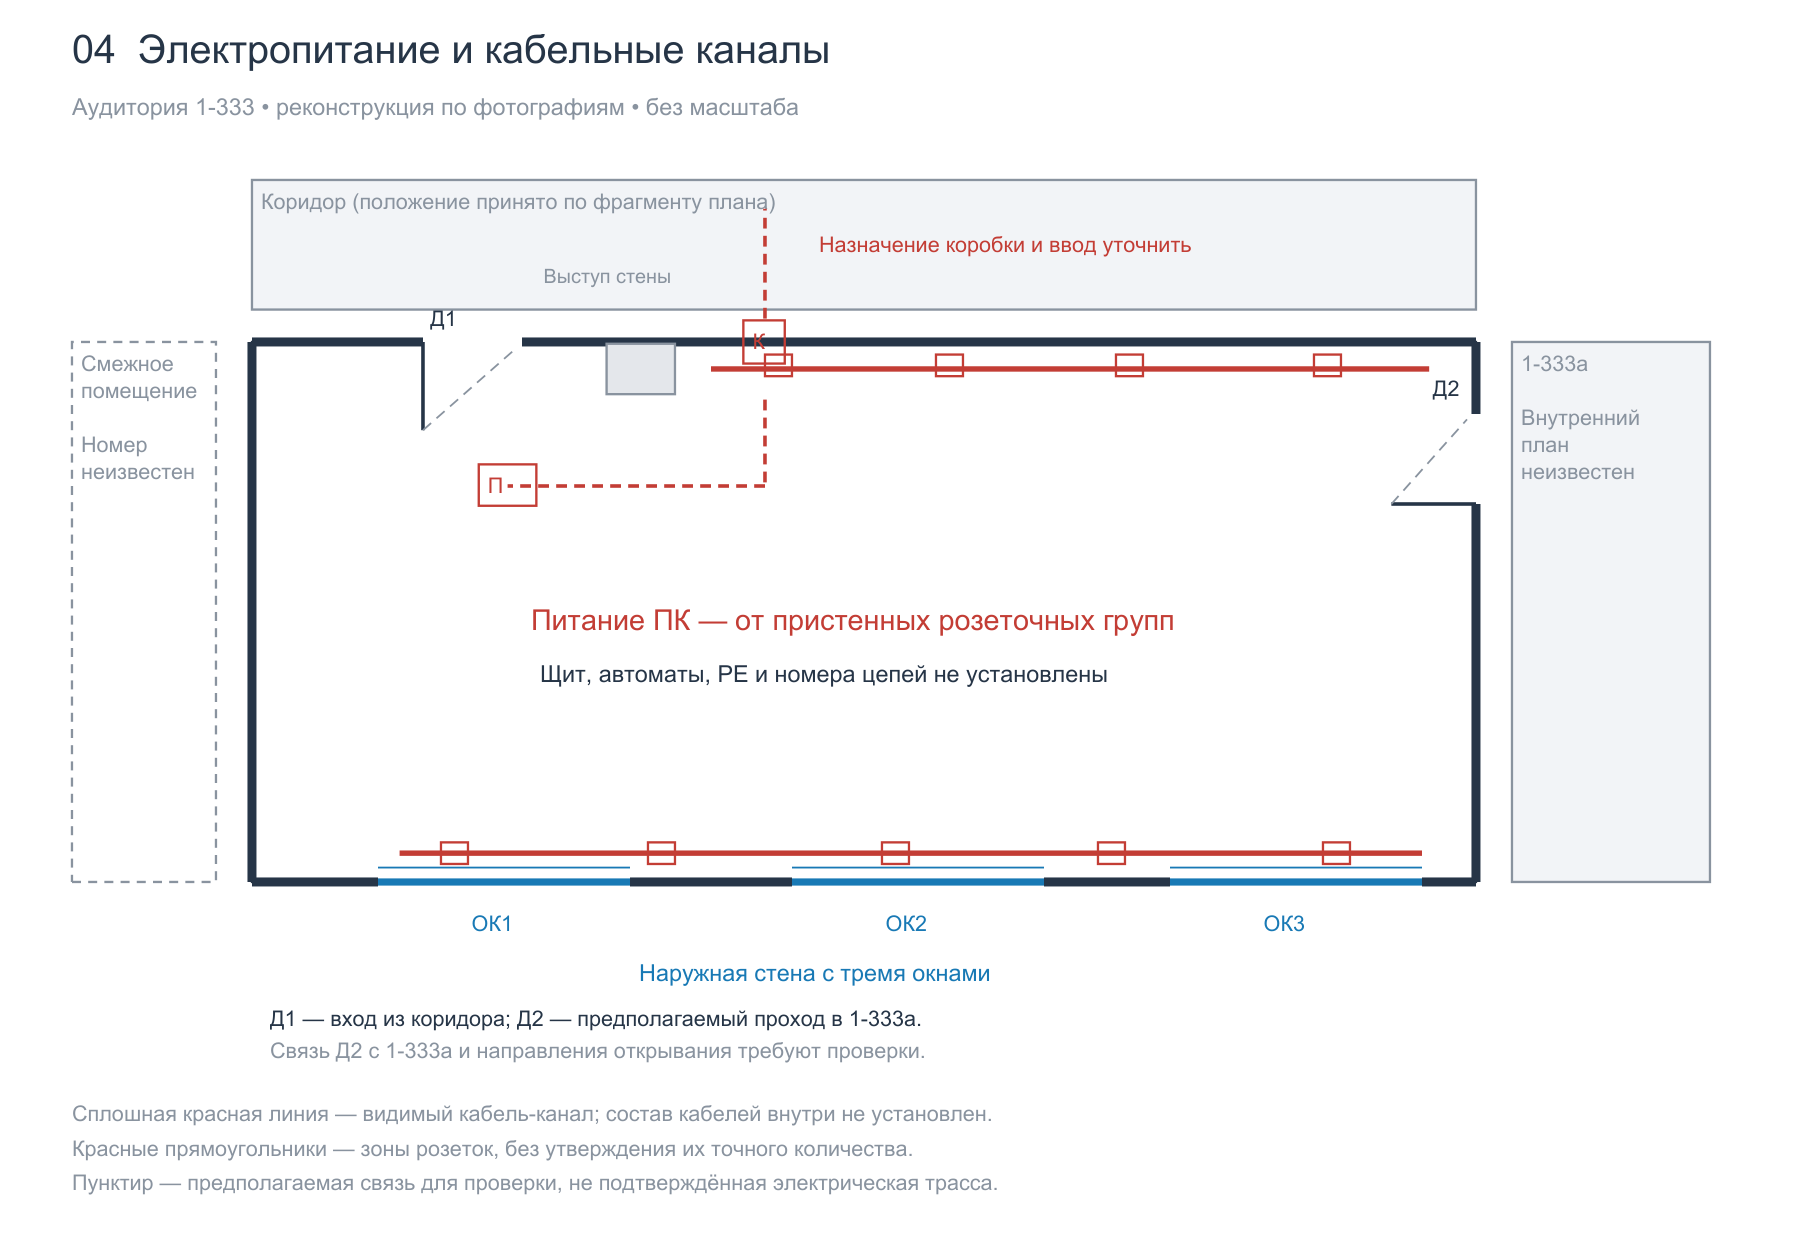 04 Электропитание и кабельные каналы
Аудитория 1-333 • реконструкция по фотографиям • без масштаба
Коридор (положение принято по фрагменту плана)
Назначение коробки и ввод уточнить
Выступ стены
Д1
К
Смежное
помещение
Номер
неизвестен
Д2
1-333а
Внутренний
план
неизвестен
П
Питание ПК — от пристенных розеточных групп
Щит, автоматы, РЕ и номера цепей не установлены
ОК1
ОК2
ОК3
Наружная стена с тремя окнами
Д1 — вход из коридора; Д2 — предполагаемый проход в 1-333а.
Связь Д2 с 1-333а и направления открывания требуют проверки.
Сплошная красная линия — видимый кабель-канал; состав кабелей внутри не установлен.
Красные прямоугольники — зоны розеток, без утверждения их точного количества.
Пунктир — предполагаемая связь для проверки, не подтверждённая электрическая трасса.